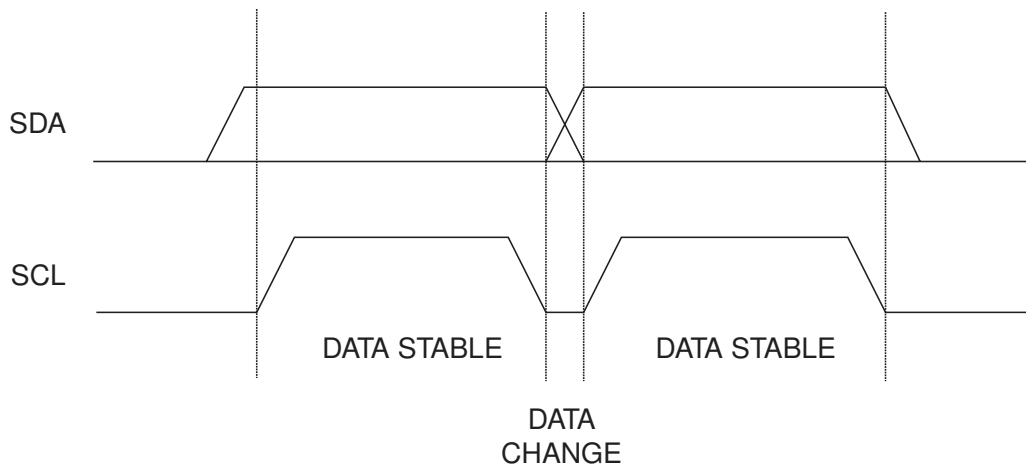 SDA
SCL
DATA STABLE
DATA STABLE
DATA
CHANGE